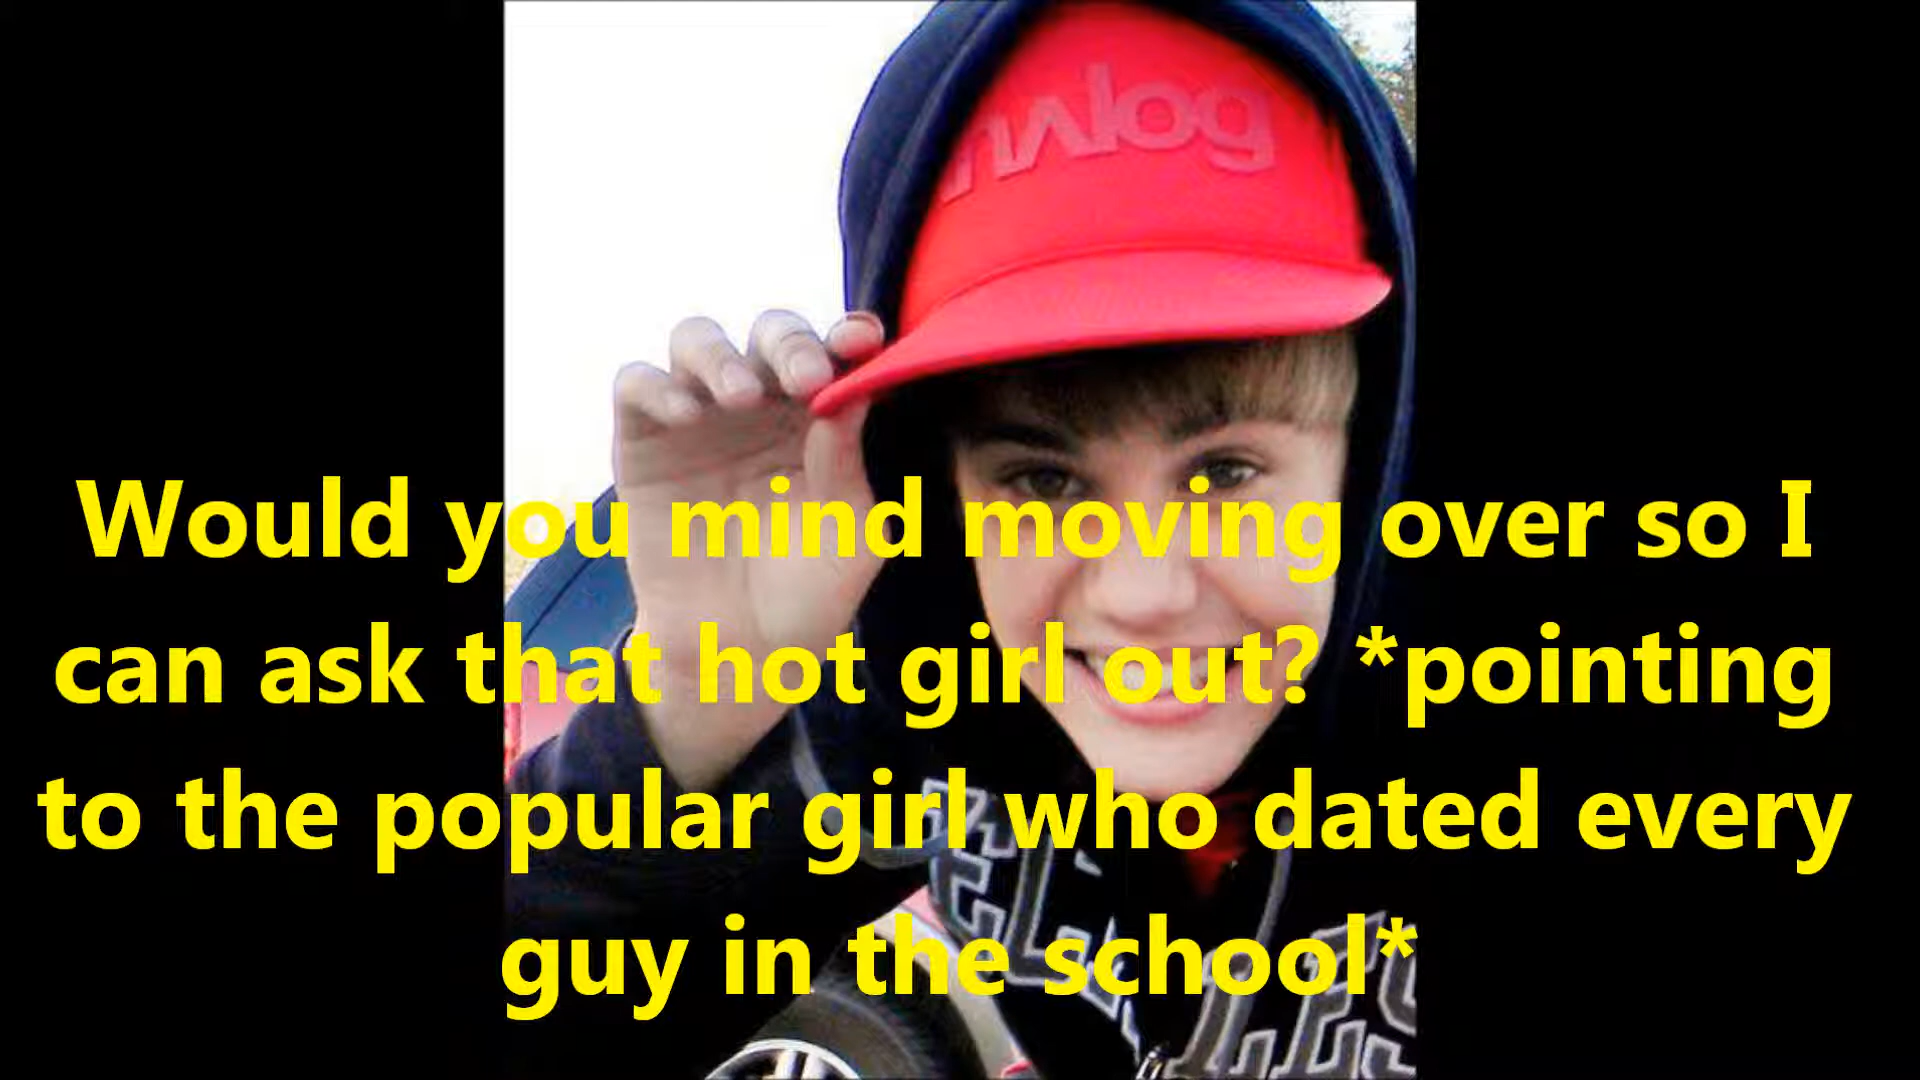 anvlog
Would you mind moving over so I
can ask that hot girl out? *pointing
to the popular girl who dated every
guy in the school*